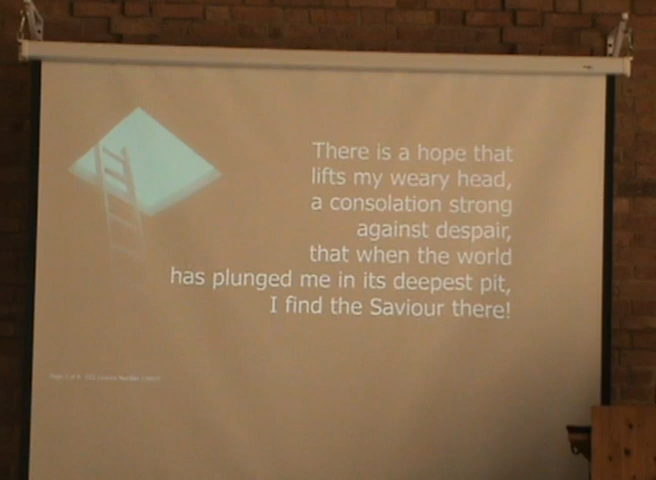 There is a hope that
lifts my weary head,
a consolation strong
against despair,
that when the world
has plunged me in its deepest pit,
I find the Saviour there!